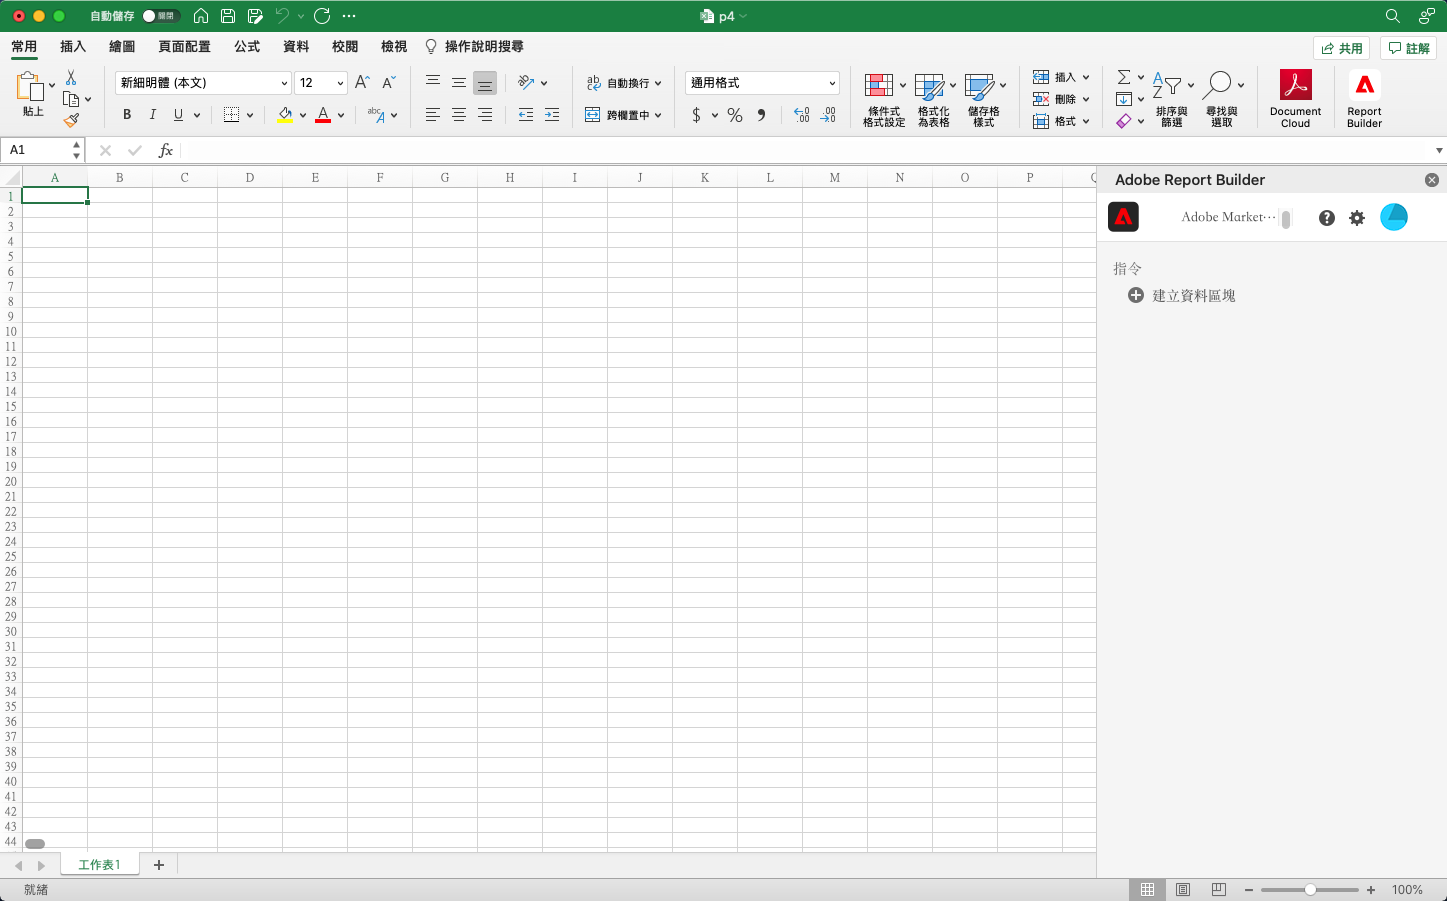 自動儲存 關閉 p4
常用 插入 繪圖 頁面配置 公式 資料 校閱 檢視 操作說明搜尋 共用 註解
貼上
新細明體 (本文) 12 A A
B I U A abc A
ab 自動換行
跨欄置中
通用格式
$ % .00 .00
條件式
格式設定
格式化
為表格
儲存格
樣式
插入
刪除
格式
排序與
篩選
尋找與
選取
Document
Cloud
Report
Builder
A1 fx
A B C D E F G H I J K L M N O P Q
1
2
3
4
5
6
7
8
9
10
11
12
13
14
15
16
17
18
19
20
21
22
23
24
25
26
27
28
29
30
31
32
33
34
35
36
37
38
39
40
41
42
43
44
Adobe Report Builder
Adobe Market…
指令
建立資料區塊
工作表1
就緒 100%